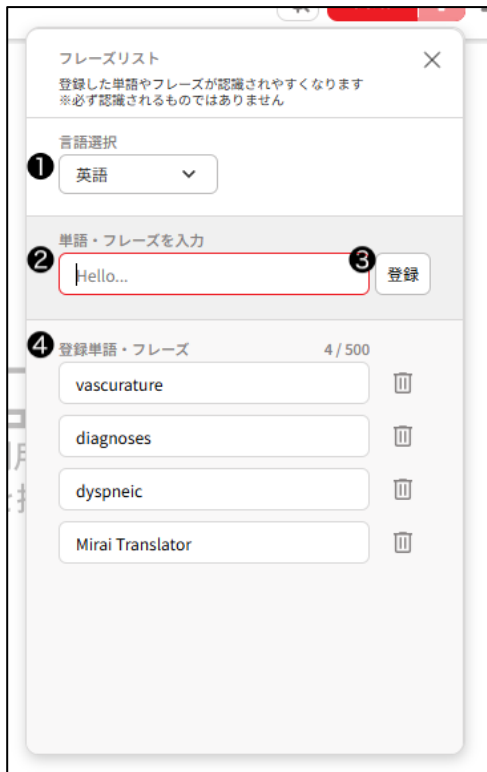 フレーズリスト
登録した単語やフレーズが認識されやすくなります
※必ず認識されるものではありません
言語選択
❶
英語
単語・フレーズを入力
❷
Hello...
❸
登録
❹
登録単語・フレーズ 4 / 500
vascurature
diagnoses
dyspneic
Mirai Translator